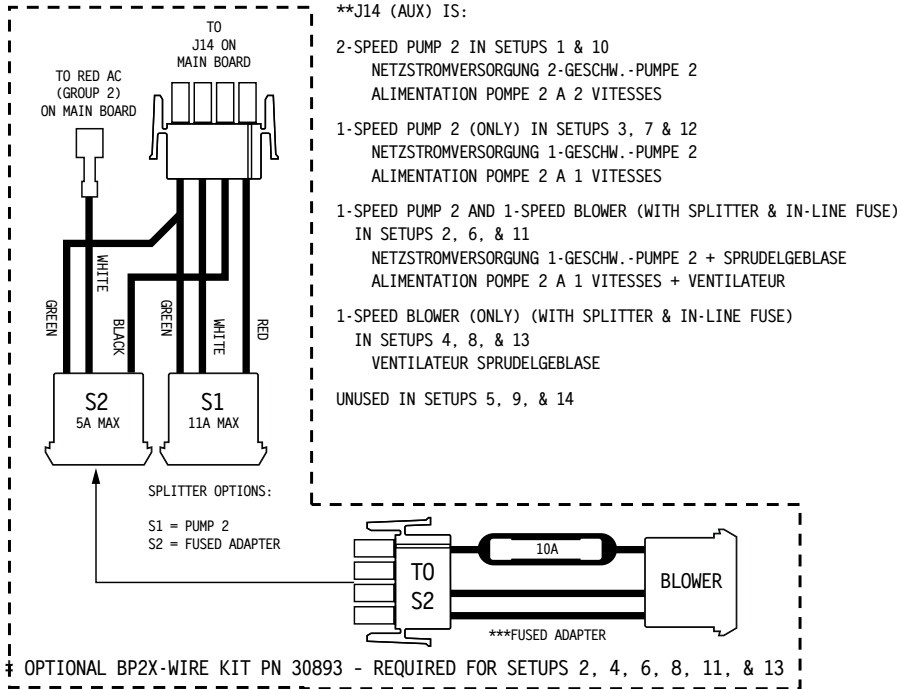 **J14 (AUX) IS:
2-SPEED PUMP 2 IN SETUPS 1 & 10
NETZSTROMVERSORGUNG 2-GESCHW.-PUMPE 2
ALIMENTATION POMPE 2 A 2 VITESSES
1-SPEED PUMP 2 (ONLY) IN SETUPS 3, 7 & 12
NETZSTROMVERSORGUNG 1-GESCHW.-PUMPE 2
ALIMENTATION POMPE 2 A 1 VITESSES
1-SPEED PUMP 2 AND 1-SPEED BLOWER (WITH SPLITTER & IN-LINE FUSE)
IN SETUPS 2, 6, & 11
NETZSTROMVERSORGUNG 1-GESCHW.-PUMPE 2 + SPRUDELGEBLASE
ALIMENTATION POMPE 2 A 1 VITESSES + VENTILATEUR
1-SPEED BLOWER (ONLY) (WITH SPLITTER & IN-LINE FUSE)
IN SETUPS 4, 8, & 13
VENTILATEUR SPRUDELGEBLASE
UNUSED IN SETUPS 5, 9, & 14
TO
J14 ON
MAIN BOARD
TO RED AC
(GROUP 2)
ON MAIN BOARD
GREEN
WHITE
BLACK
GREEN
WHITE
RED
S2
5A MAX
S1
11A MAX
SPLITTER OPTIONS:
S1 = PUMP 2
S2 = FUSED ADAPTER
TO
S2
10A
BLOWER
***FUSED ADAPTER
OPTIONAL BP2X-WIRE KIT PN 30893 - REQUIRED FOR SETUPS 2, 4, 6, 8, 11, & 13